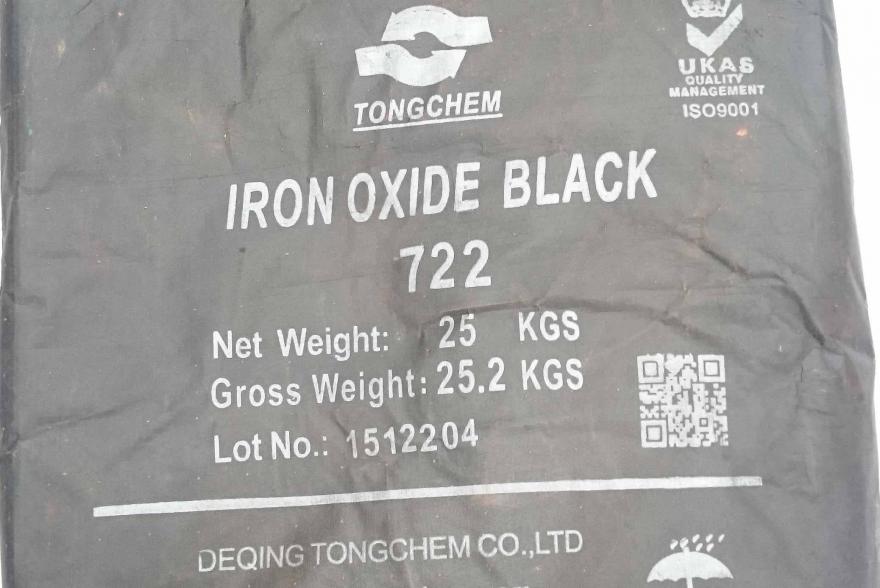 TONGCHEM
UKAS
QUALITY
MANAGEMENT
ISO9001
IRON OXIDE BLACK
722
Net Weight: 25 KGS
Gross Weight: 25.2 KGS
Lot No.: 1512204
DEQING TONGCHEM CO.,LTD